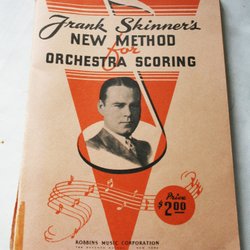 Frank Skinner's
NEW METHOD
for
ORCHESTRA SCORING
Price
$2.00
ROBBINS MUSIC CORPORATION